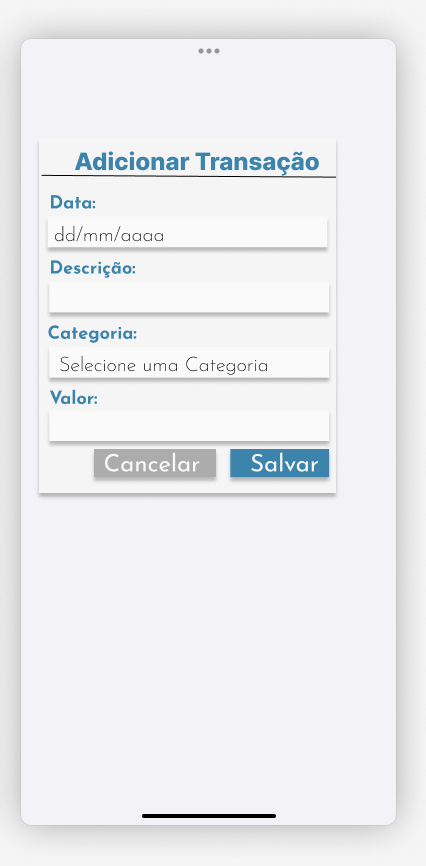 Adicionar Transação
Data:
dd/mm/aaaa
Descrição:
Categoria:
Selecione uma Categoria
Valor:
Cancelar Salvar